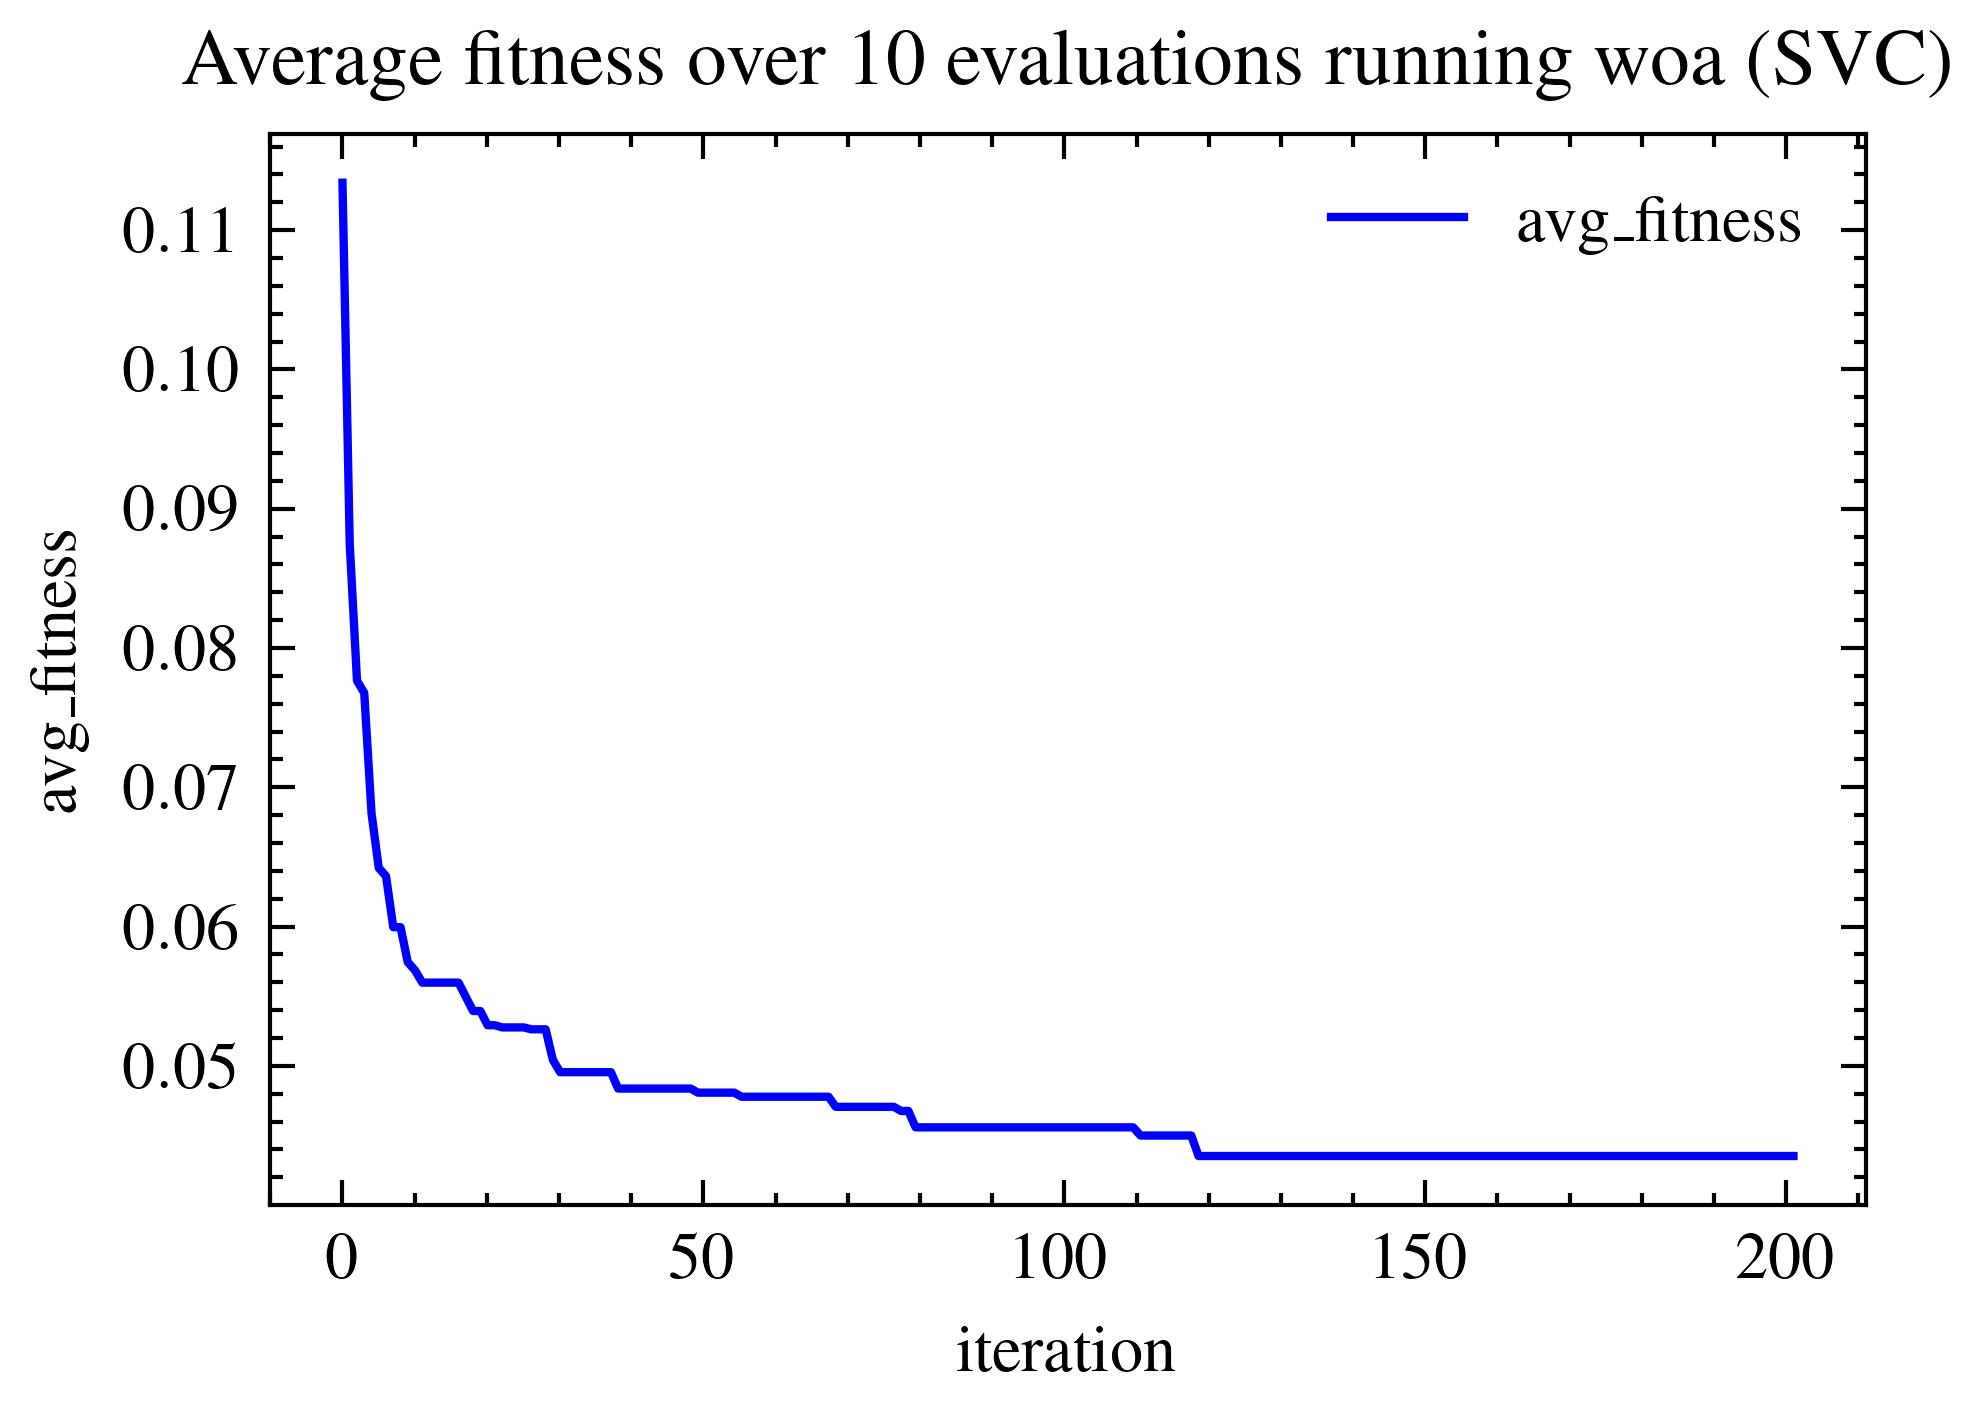 Average fitness over 10 evaluations running woa (SVC)
avg_fitness
0.11
0.10
0.09
0.08
0.07
0.06
0.05
avg_fitness
0 50 100 150 200
iteration